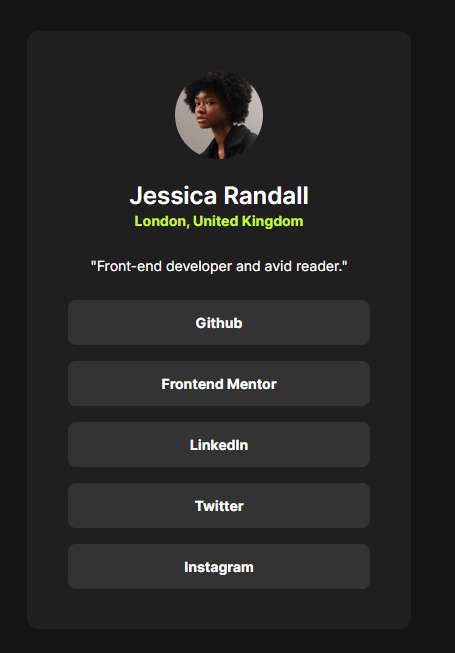 Jessica Randall
London, United Kingdom
"Front-end developer and avid reader."
Github
Frontend Mentor
LinkedIn
Twitter
Instagram